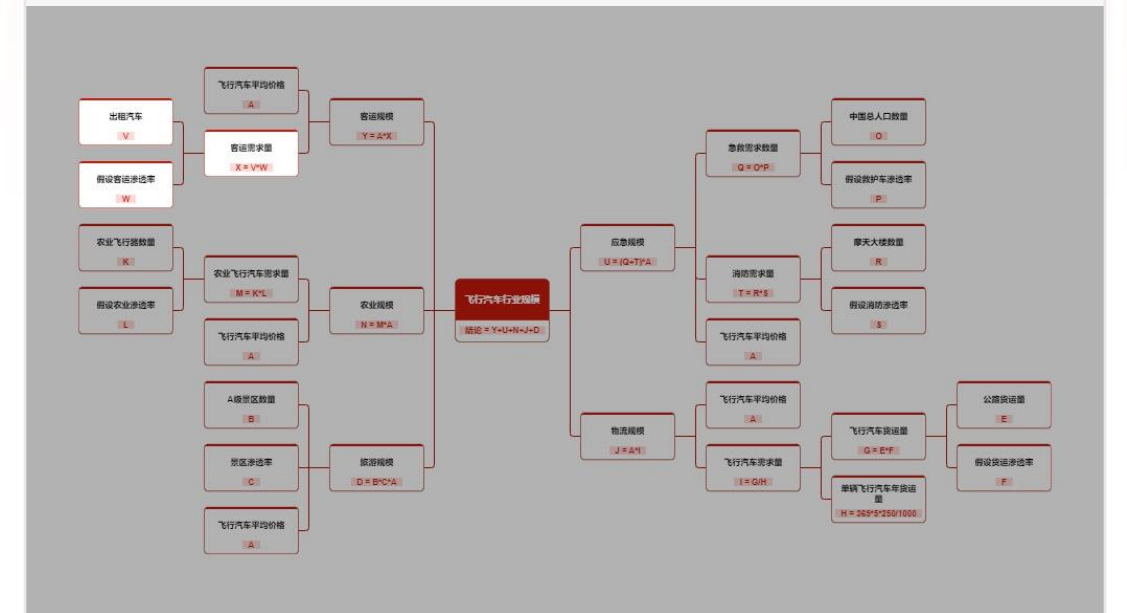 飞行汽车平均价格
A
出租汽车
V
假设客运渗透率
W
客运需求量
X = V*W
客运规模
Y = A*X
农业飞行器数量
K
假设农业渗透率
L
农业飞行汽车需求量
M = K*L
飞行汽车平均价格
A
农业规模
N = M*A
A级景区数量
B
景区渗透率
C
飞行汽车平均价格
A
旅游规模
D = B*C*A
飞行汽车行业规模
结论 = Y+U+N+J+D
应急规模
U = (Q+T)*A
急救需求数量
Q = O*P
中国总人口数量
O
假设救护车渗透率
P
消防需求量
T = R*S
摩天大楼数量
R
假设消防渗透率
S
飞行汽车平均价格
A
物流规模
J = A*I
飞行汽车平均价格
A
飞行汽车需求量
I = G/H
飞行汽车货运量
G = E*F
公路货运量
E
假设货运渗透率
F
单辆飞行汽车年货运
量
H = 365*5*250/1000